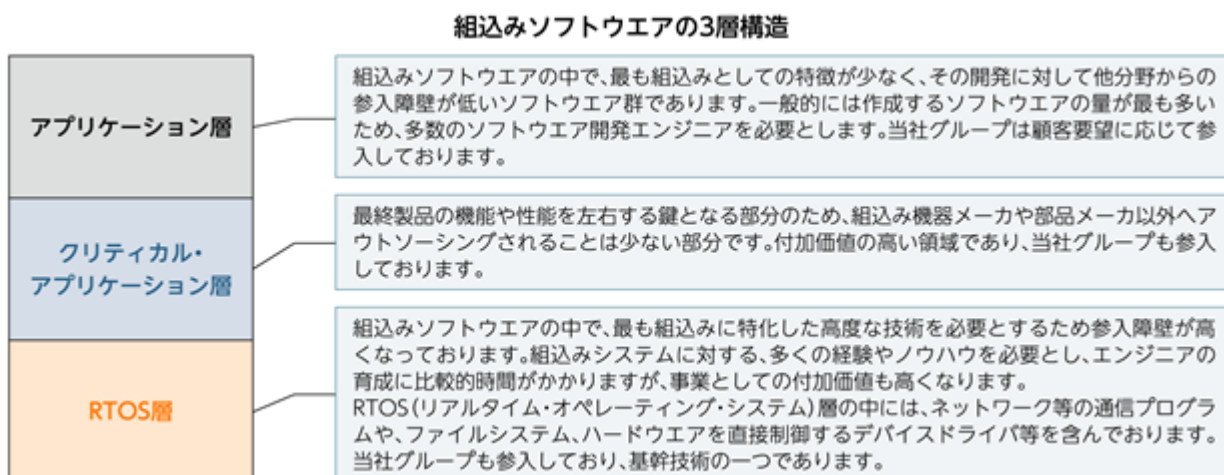 組込みソフトウエアの3層構造
アプリケーション層
組込みソフトウエアの中で、最も組込みとしての特徴が少なく、その開発に対して他分野からの
参入障壁が低いソフトウエア群であります。一般的には作成するソフトウエアの量が最も多い
ため、多数のソフトウエア開発エンジニアを必要とします。当社グループは顧客要望に応じて参
入しております。
クリティカル・
アプリケーション層
最終製品の機能や性能を左右する鍵となる部分のため、組込み機器メーカや部品メーカ以外へア
ウトソーシングされることは少ない部分です。付加価値の高い領域であり、当社グループも参入
しております。
RTOS層
組込みソフトウエアの中で、最も組込みに特化した高度な技術を必要とするため参入障壁が高
くなっております。組込みシステムに対する、多くの経験やノウハウを必要とし、エンジニアの
育成に比較的時間がかかりますが、事業としての付加価値も高くなります。
RTOS(リアルタイム・オペレーティング・システム)層の中には、ネットワーク等の通信プログラ
ムや、ファイルシステム、ハードウエアを直接制御するデバイスドライバ等を含んでおります。
当社グループも参入しており、基幹技術の一つであります。